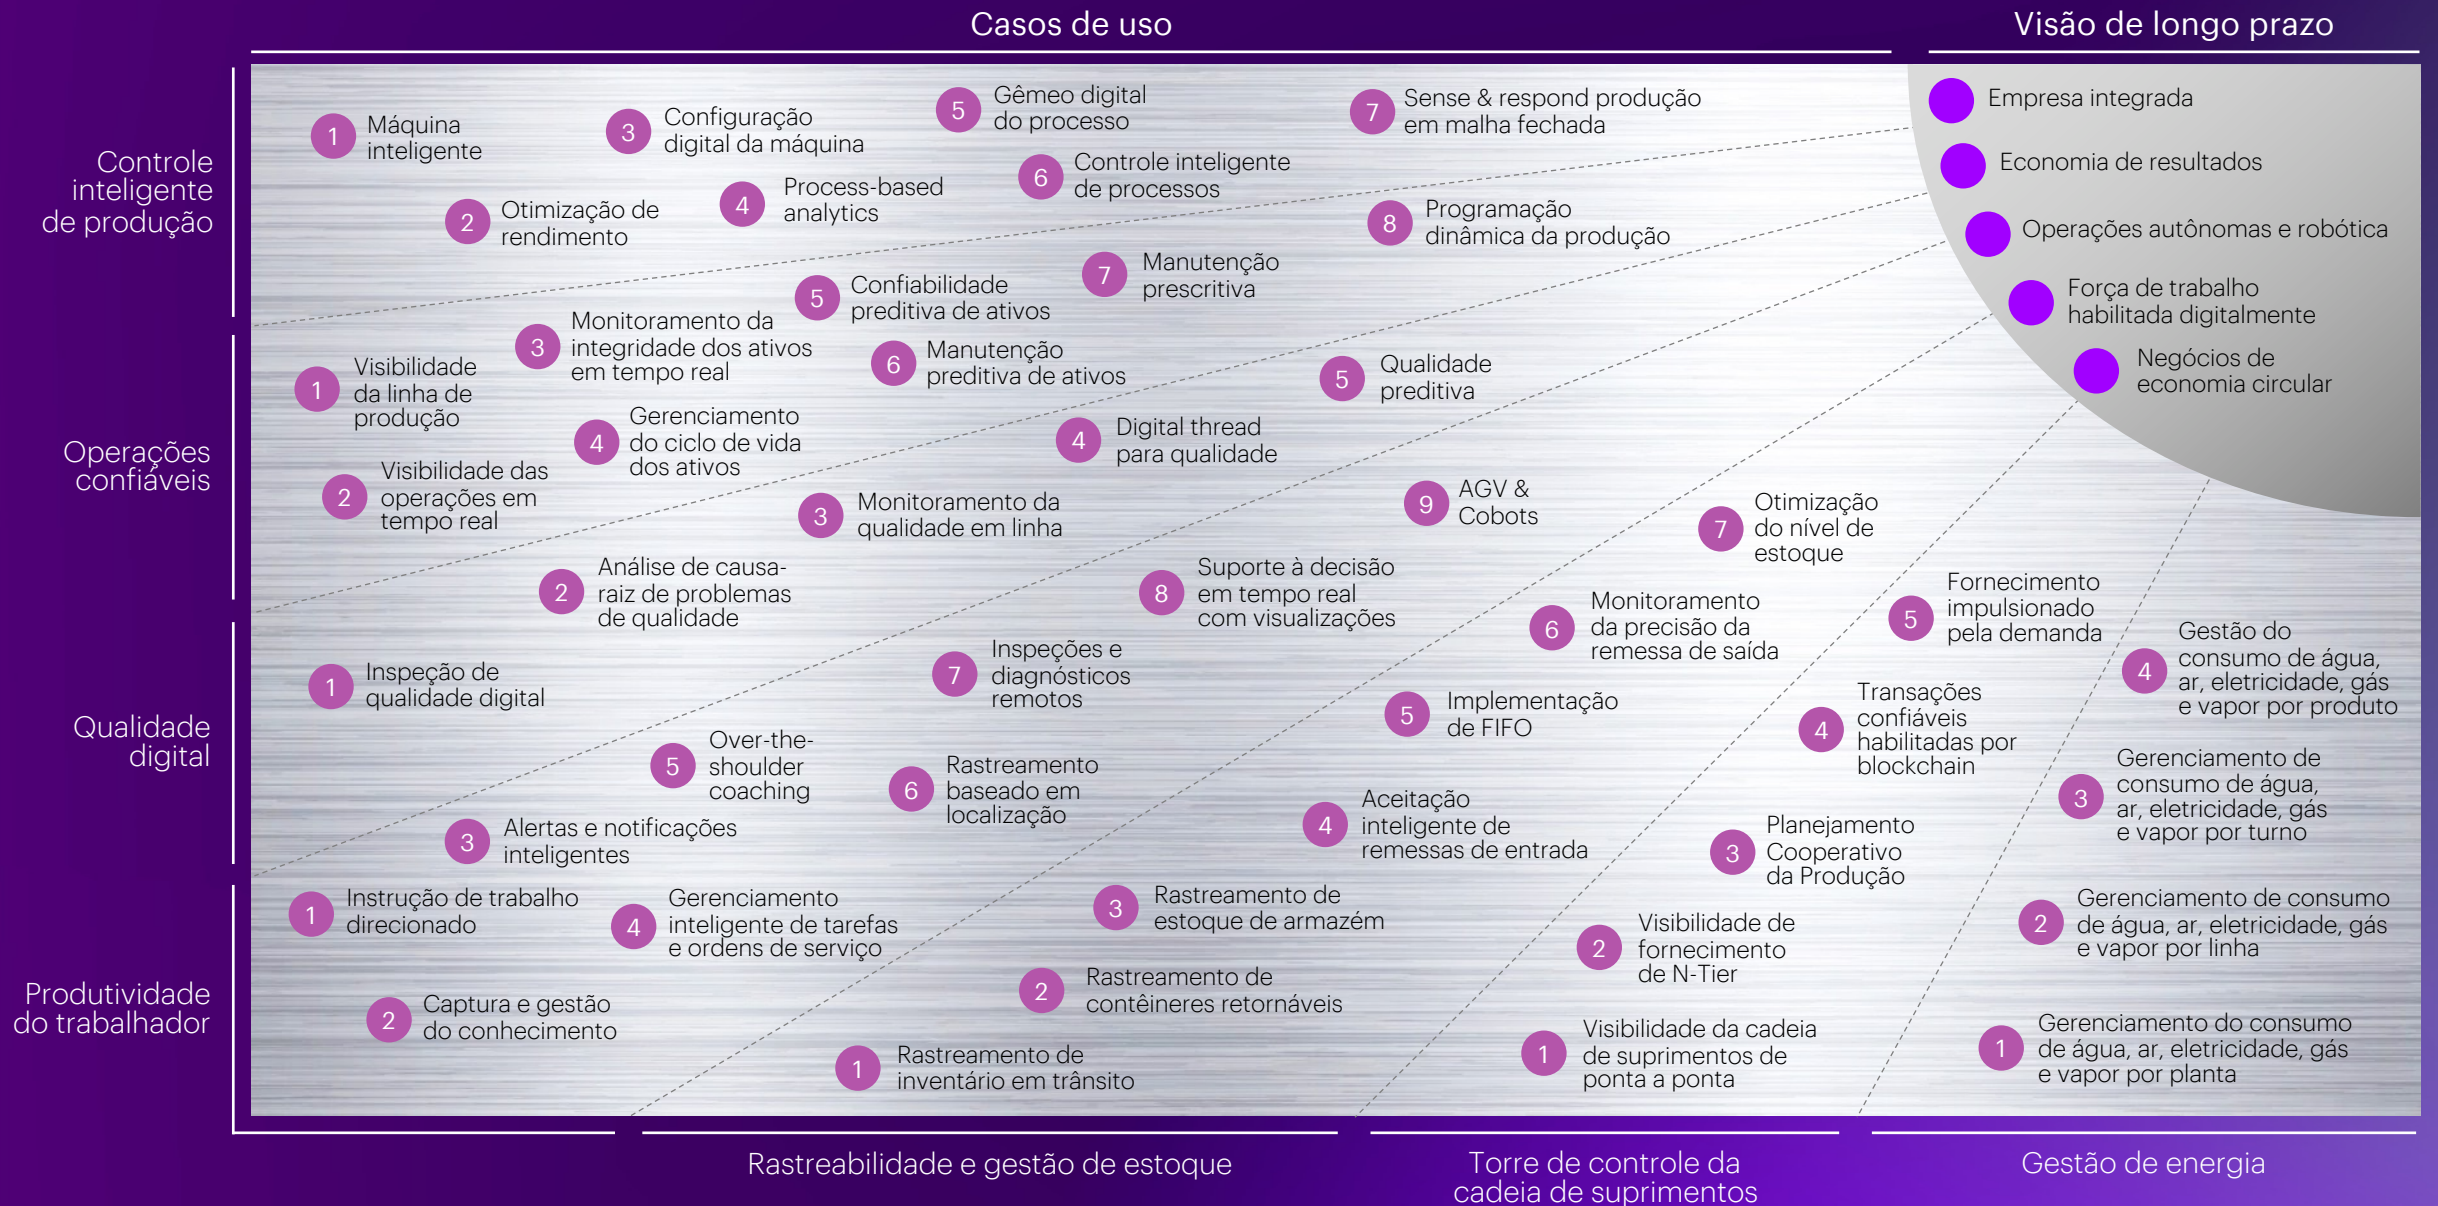 Casos de uso
Visão de longo prazo
Controle
inteligente
de produção
1
Máquina
inteligente
2
Otimização de
rendimento
3
Configuração
digital da máquina
4
Process-based
analytics
5
Gêmeo digital
do processo
6
Controle inteligente
de processos
7
Sense & respond produção
em malha fechada
8
Programação
dinâmica da produção
Operações
confiáveis
1
Visibilidade
da linha de
produção
2
Visibilidade das
operações em
tempo real
3
Monitoramento da
integridade dos ativos
em tempo real
4
Gerenciamento
do ciclo de vida
dos ativos
5
Confiabilidade
preditiva de ativos
6
Manutenção
preditiva de ativos
7
Manutenção
prescritiva
Qualidade
digital
1
Inspeção de
qualidade digital
2
Análise de causa-
raiz de problemas
de qualidade
3
Monitoramento da
qualidade em linha
4
Digital thread
para qualidade
5
Qualidade
preditiva
Produtividade
do trabalhador
1
Instrução de trabalho
direcionado
2
Captura e gestão
do conhecimento
3
Alertas e notificações
inteligentes
4
Gerenciamento
inteligente de tarefas
e ordens de serviço
5
Over-the-
shoulder
coaching
6
Rastreamento
baseado em
localização
7
Inspeções e
diagnósticos
remotos
8
Suporte à decisão
em tempo real
com visualizações
9
AGV &
Cobots
Rastreabilidade e gestão de estoque
1
Rastreamento de
inventário em trânsito
2
Rastreamento de
contêineres retornáveis
3
Rastreamento de
estoque de armazém
4
Aceitação
inteligente de
remessas de entrada
5
Implementação
de FIFO
6
Monitoramento
da precisão da
remessa de saída
7
Otimização
do nível de
estoque
Torre de controle da
cadeia de suprimentos
1
Visibilidade da cadeia
de suprimentos de
ponta a ponta
2
Visibilidade de
fornecimento
de N-Tier
3
Planejamento
Cooperativo
da Produção
4
Transações
confiáveis
habilitadas por
blockchain
5
Fornecimento
impulsionado
pela demanda
Gestão de energia
1
Gerenciamento do consumo
de água, ar, eletricidade, gás
e vapor por planta
2
Gerenciamento de consumo
de água, ar, eletricidade, gás
e vapor por linha
3
Gerenciamento de
consumo de água,
ar, eletricidade, gás
e vapor por turno
4
Gestão do
consumo de água,
ar, eletricidade, gás
e vapor por produto
Empresa integrada
Economia de resultados
Operações autônomas e robótica
Força de trabalho
habilitada digitalmente
Negócios de
economia circular